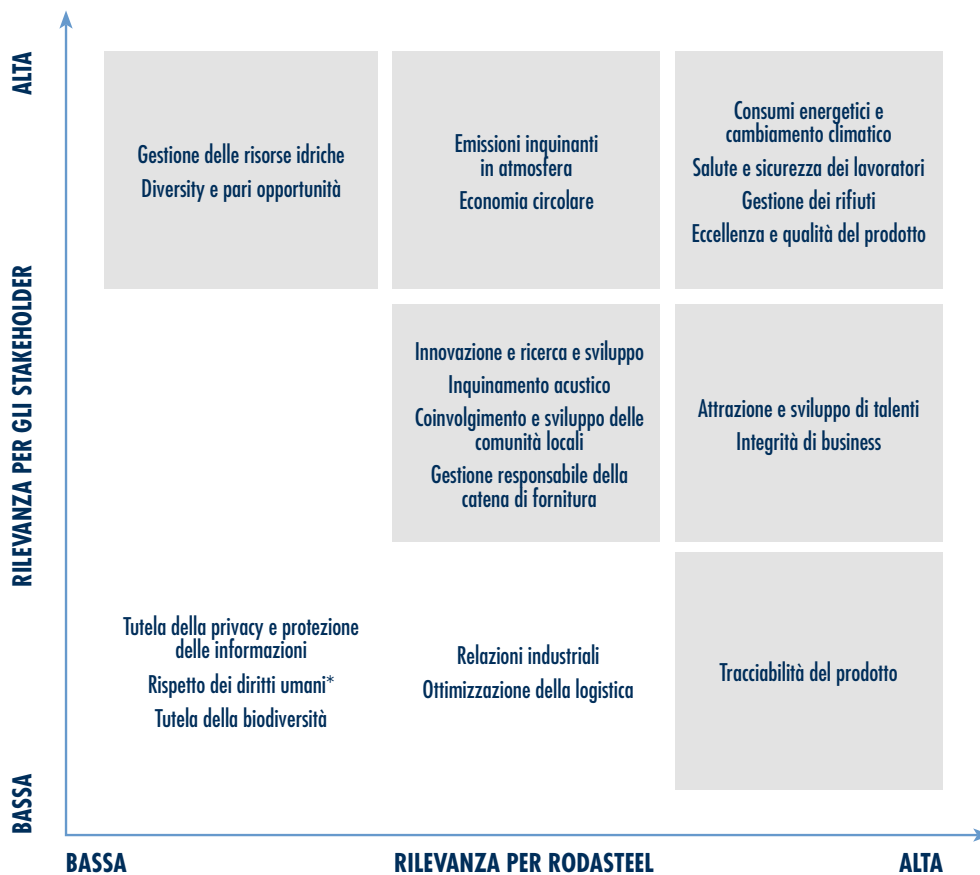 ALTA
RILEVANZA PER GLI STAKEHOLDER
BASSA
Gestione delle risorse idriche
Diversity e pari opportunità
Emissioni inquinanti
in atmosfera
Economia circolare
Consumi energetici e
cambiamento climatico
Salute e sicurezza dei lavoratori
Gestione dei rifiuti
Eccellenza e qualità del prodotto
Innovazione e ricerca e sviluppo
Inquinamento acustico
Coinvolgimento e sviluppo delle
comunità locali
Gestione responsabile della
catena di fornitura
Attrazione e sviluppo di talenti
Integrità di business
Tutela della privacy e protezione
delle informazioni
Rispetto dei diritti umani*
Tutela della biodiversità
Relazioni industriali
Ottimizzazione della logistica
Tracciabilità del prodotto
BASSA
RILEVANZA PER RODASTEEL
ALTA